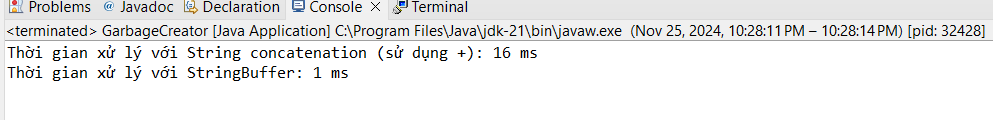 Problems @ Javadoc Declaration Console × Terminal
<terminated> GarbageCreator [Java Application] C:\Program Files\Java\jdk-21\bin\javaw.exe (Nov 25, 2024, 10:28:11 PM – 10:28:14 PM) [pid: 32428]
Thời gian xử lý với String concatenation (sử dụng +): 16 ms
Thời gian xử lý với StringBuffer: 1 ms